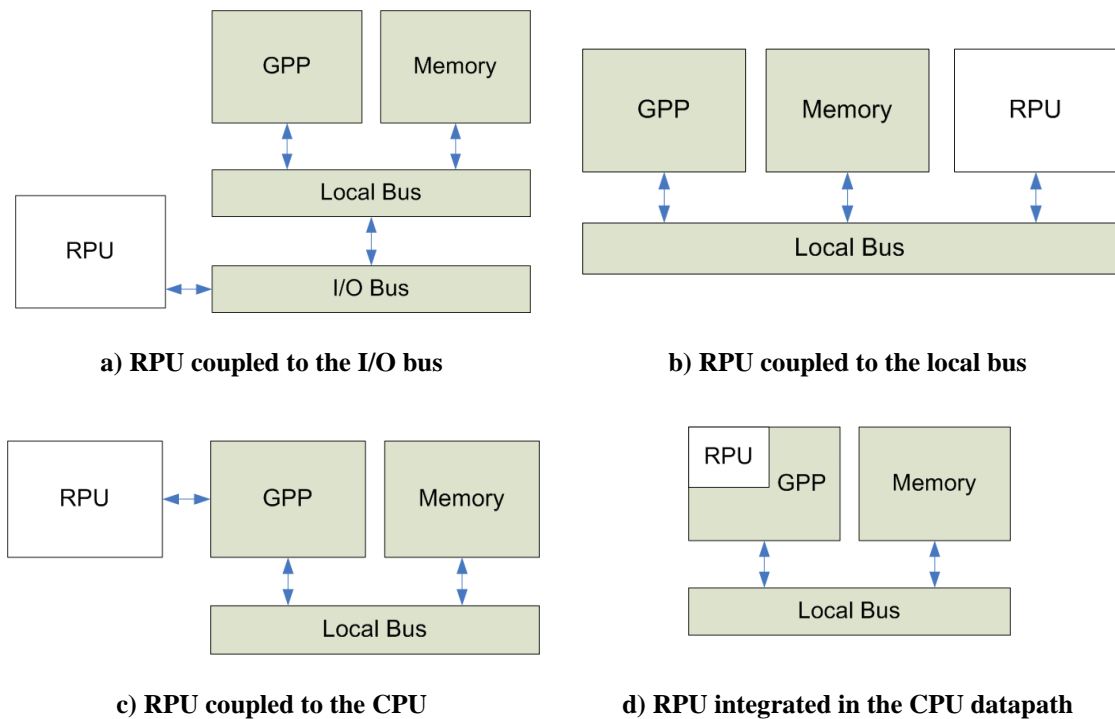 GPP
Memory
Local Bus
RPU
I/O Bus
a) RPU coupled to the I/O bus
GPP
Memory
RPU
Local Bus
b) RPU coupled to the local bus
RPU
GPP
Memory
Local Bus
c) RPU coupled to the CPU
RPU
GPP
Memory
Local Bus
d) RPU integrated in the CPU datapath